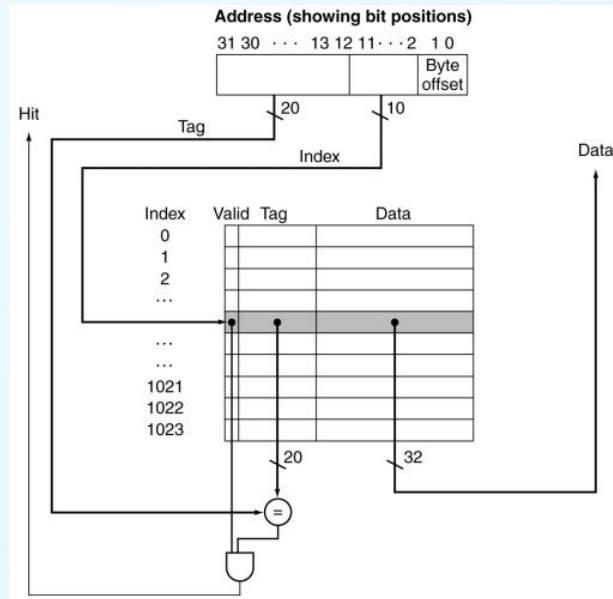 Address (showing bit positions)
31 30 · · · 13 12 11 · · · 2 1 0
Byte
offset
20
10
Hit
Tag
Data
Index
Index Valid Tag Data
0
1
2
...
...
...
1021
1022
1023
20
32
=